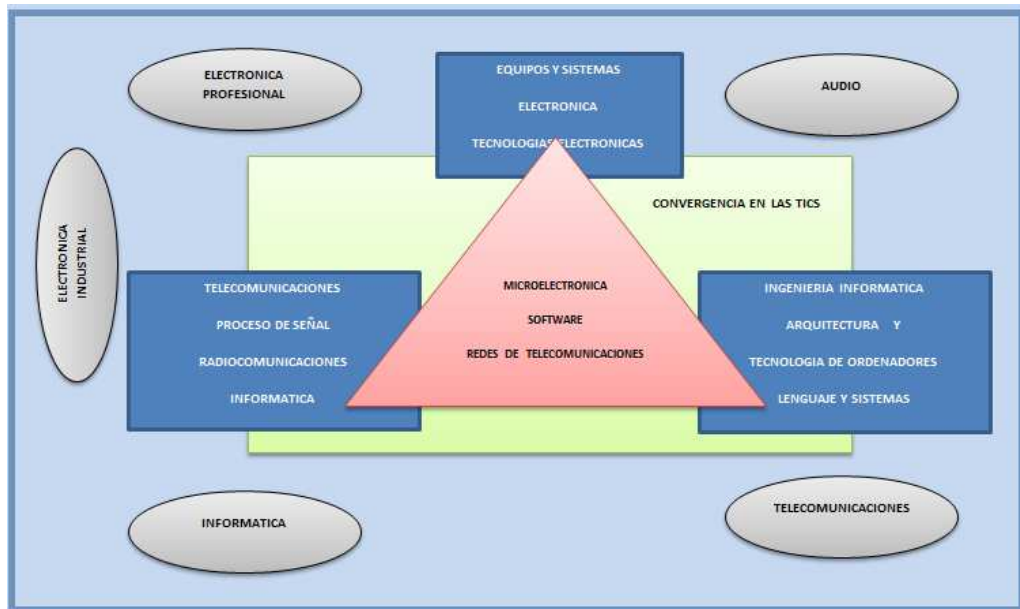 ELECTRONICA
PROFESIONAL
EQUIPOS Y SISTEMAS
ELECTRONICA
TECNOLOGIAS ELECTRONICAS
AUDIO
CONVERGENCIA EN LAS TICS
ELECTRONICA
INDUSTRIAL
TELECOMUNICACIONES
PROCESO DE SEÑAL
RADIOCOMUNICACIONES
INFORMATICA
MICROELECTRONICA
SOFTWARE
REDES DE TELECOMUNICACIONES
INGENIERIA INFORMATICA
ARQUITECTURA Y
TECNOLOGIA DE ORDENADORES
LENGUAJE Y SISTEMAS
INFORMATICA
TELECOMUNICACIONES